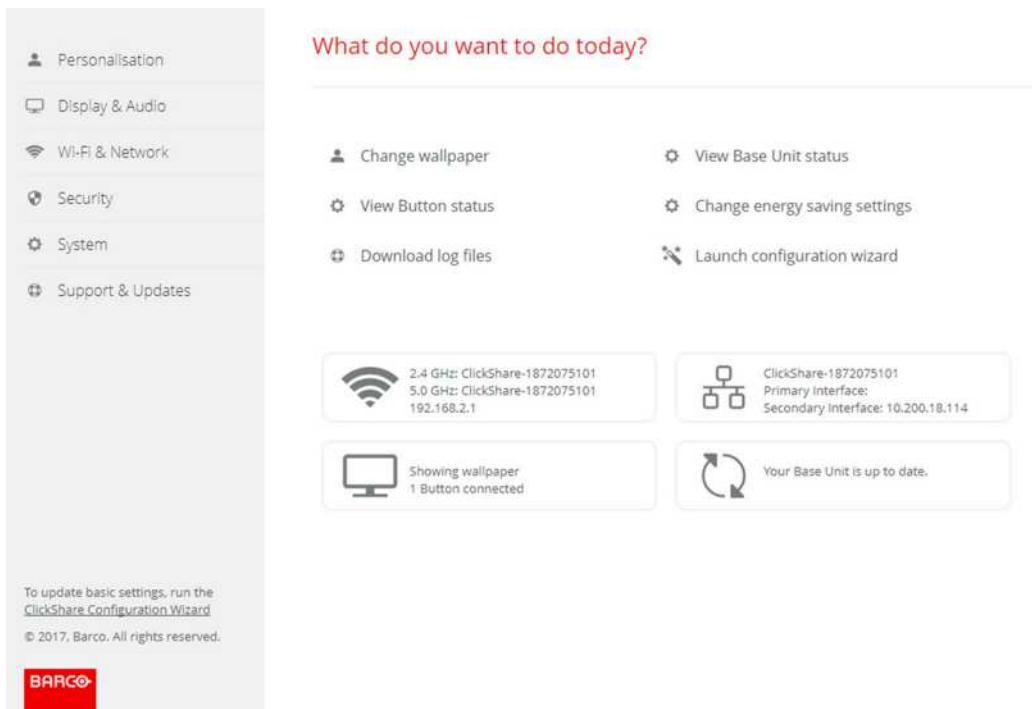 Personalisation
Display & Audio
Wi-Fi & Network
Security
System
Support & Updates
To update basic settings, run the
ClickShare Configuration Wizard
© 2017, Barco. All rights reserved.
BARCO
What do you want to do today?
Change wallpaper
View Base Unit status
View Button status
Change energy saving settings
Download log files
Launch configuration wizard
2.4 GHz: ClickShare-1872075101
5.0 GHz: ClickShare-1872075101
192.168.2.1
ClickShare-1872075101
Primary Interface:
Secondary Interface: 10.200.18.114
Showing wallpaper
1 Button connected
Your Base Unit is up to date.